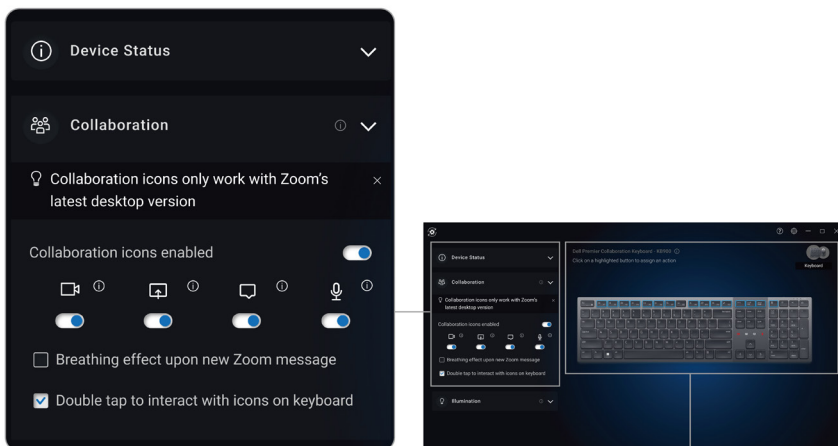 Device Status
Collaboration
Collaboration icons only work with Zoom's
latest desktop version
Collaboration icons enabled
Breathing effect upon new Zoom message
Double tap to interact with icons on keyboard
Device Status
Collaboration
Collaboration icons only work with Zoom's
latest desktop version
Collaboration icons enabled
Breathing effect upon new Zoom message
Double tap to interact with icons on keyboard
Illumination
Dell Premier Collaboration Keyboard - KB900
Click on a highlighted button to assign an action
Keyboard